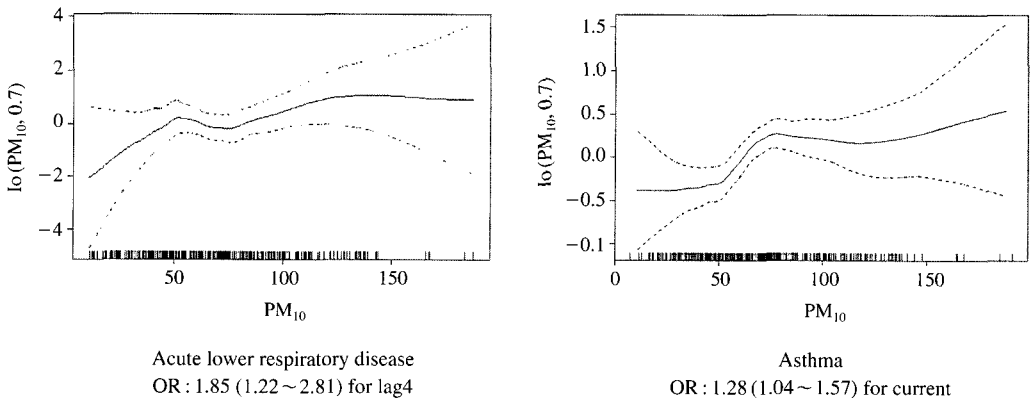 4
2
0
−2
−4
Io (PM10, 0.7)
50
100
150
PM10
Acute lower respiratory disease
OR : 1.85 (1.22 ~ 2.81) for lag4
1.5
1.0
0.5
0.0
−0.5
−0.1
Io (PM10, 0.7)
0
50
100
150
PM10
Asthma
OR : 1.28 (1.04 ~ 1.57) for current